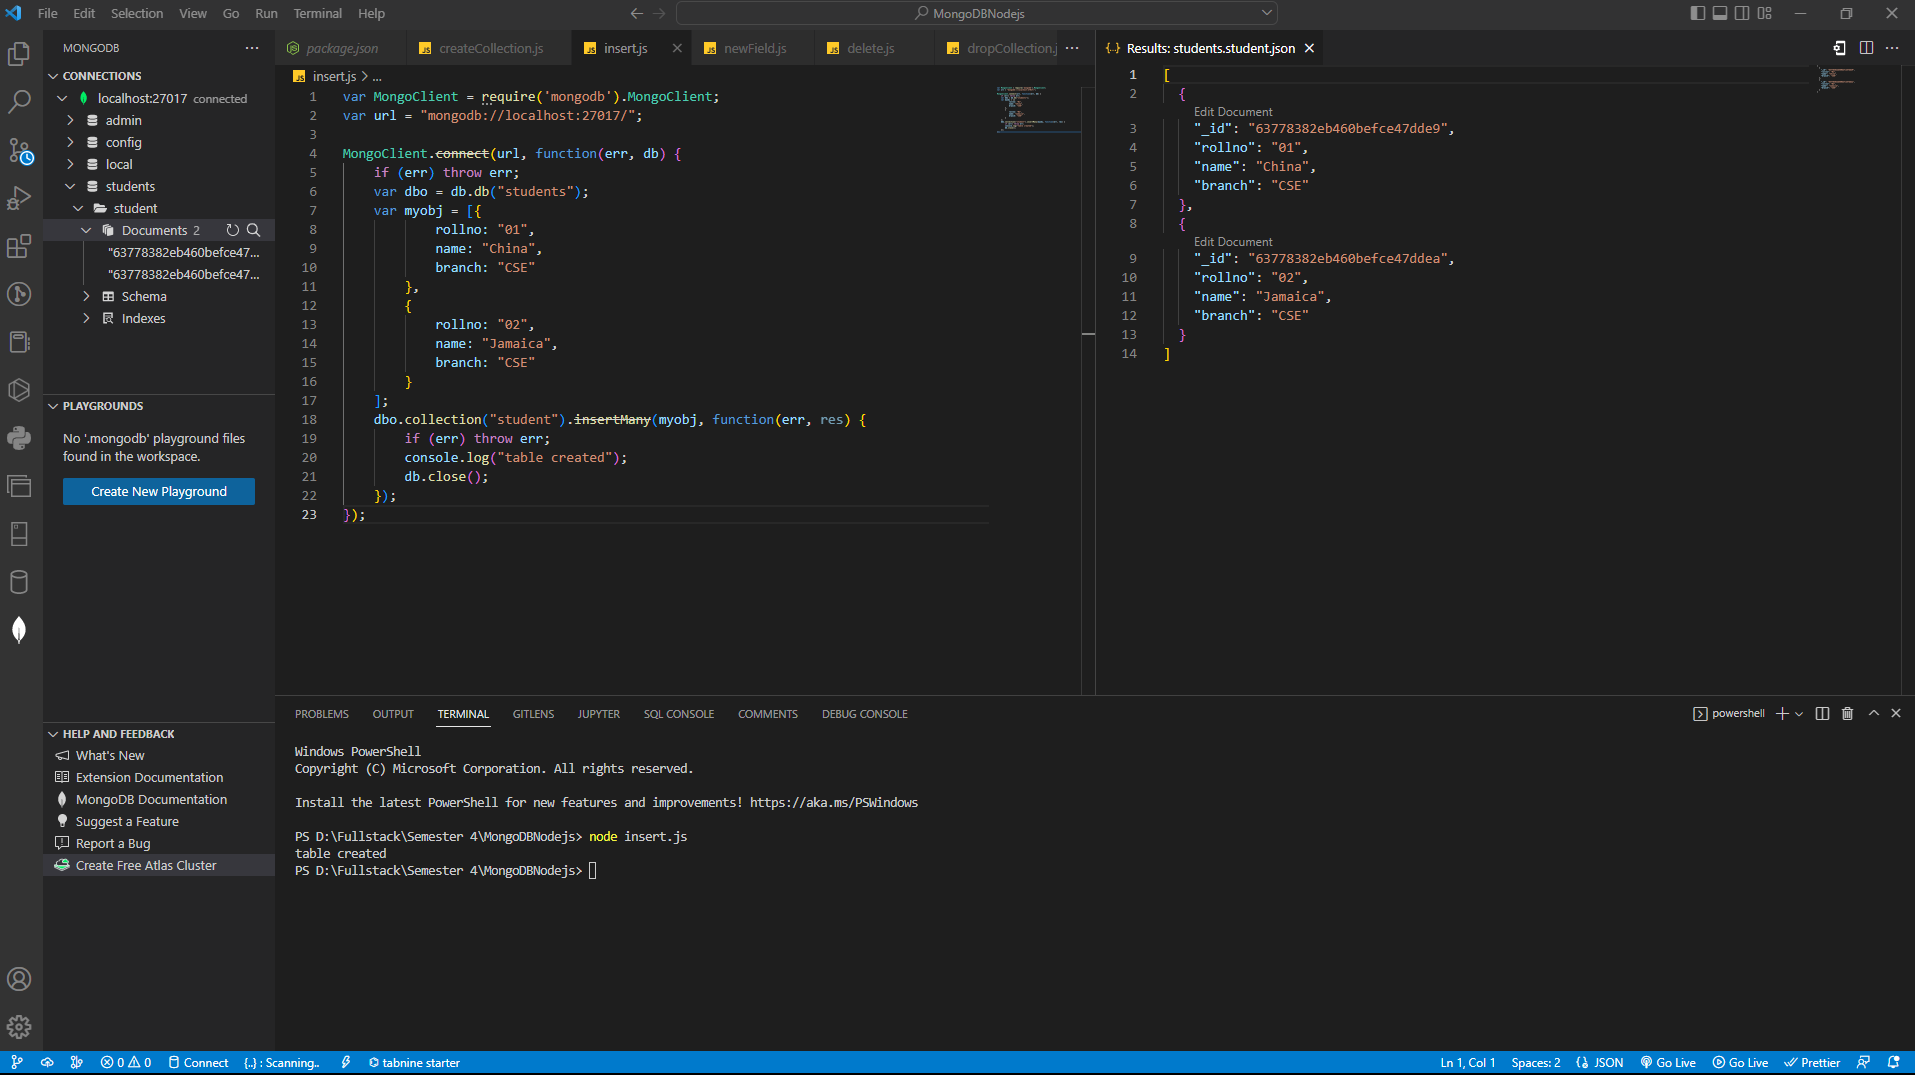 File Edit Selection View Go Run Terminal Help
MongoDBNodejs
MONGODB
CONNECTIONS
localhost:27017 connected
admin
config
local
students
student
Documents 2
"63778382eb460befce47...
"63778382eb460befce47...
Schema
Indexes
PLAYGROUNDS
No '.mongodb' playground files
found in the workspace.
Create New Playground
HELP AND FEEDBACK
What's New
Extension Documentation
MongoDB Documentation
Suggest a Feature
Report a Bug
Create Free Atlas Cluster
package.json createCollection.js insert.js newField.js delete.js dropCollection.j
insert.js > ...
1 var MongoClient = require('mongodb').MongoClient;
2 var url = "mongodb://localhost:27017/";
3
4 MongoClient.connect(url, function(err, db) {
5 if (err) throw err;
6 var dbo = db.db("students");
7 var myobj = [{
8 rollno: "01",
9 name: "China",
10 branch: "CSE"
11 },
12 {
13 rollno: "02",
14 name: "Jamaica",
15 branch: "CSE"
16 }
17 ];
18 dbo.collection("student").insertMany(myobj, function(err, res) {
19 if (err) throw err;
20 console.log("table created");
21 db.close();
22 });
23 });
Results: students.student.json
1 [
2 {
Edit Document
3 "_id": "63778382eb460befce47dde9",
4 "rollno": "01",
5 "name": "China",
6 "branch": "CSE"
7 },
8 {
Edit Document
9 "_id": "63778382eb460befce47ddea",
10 "rollno": "02",
11 "name": "Jamaica",
12 "branch": "CSE"
13 }
14 ]
PROBLEMS OUTPUT TERMINAL GITLENS JUPYTER SQL CONSOLE COMMENTS DEBUG CONSOLE
powershell
Windows PowerShell
Copyright (C) Microsoft Corporation. All rights reserved.
Install the latest PowerShell for new features and improvements! https://aka.ms/PSWindows
PS D:\Fullstack\Semester 4\MongoDBNodejs> node insert.js
table created
PS D:\Fullstack\Semester 4\MongoDBNodejs>
0 0 Connect {..} : Scanning.. tabnine starter
Ln 1, Col 1 Spaces: 2 JSON Go Live Go Live Prettier